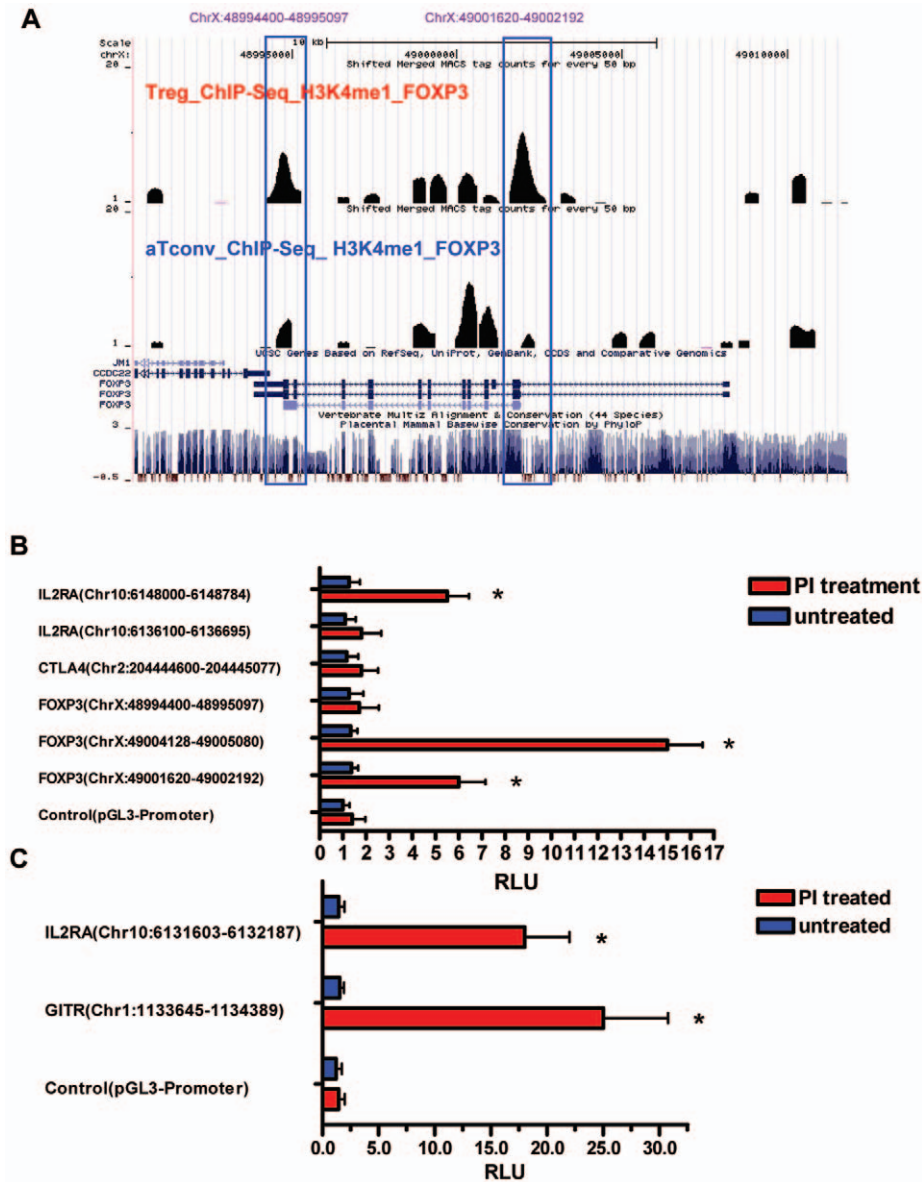 A
ChrX:48994400-48995097 ChrX:49001620-49002192
Scale 10 kb
chrX: 48995000 49000000 49005000 49010000
Shifted Merged MACS tag counts for every 50 bp
20 _
Treg_ChIP-Seq_H3K4me1_FOXP3
1 _
Shifted Merged MACS tag counts for every 50 bp
20 _
aTconv_ChIP-Seq_ H3K4me1_FOXP3
1 _
UCSC Genes Based on RefSeq, UniProt, GenBank, CCDS and Comparative Genomics
JM1
CCDC22
FOXP3
FOXP3
FOXP3
Vertebrate Multiz Alignment & Conservation (44 Species)
Placental Mammal Basewise Conservation by PhyloP
3 _
-0.5 _
B
IL2RA(Chr10:6148000-6148784) *
IL2RA(Chr10:6136100-6136695)
CTLA4(Chr2:204444600-204445077)
FOXP3(ChrX:48994400-48995097)
FOXP3(ChrX:49004128-49005080) *
FOXP3(ChrX:49001620-49002192) *
Control(pGL3-Promoter)
0 1 2 3 4 5 6 7 8 9 10 11 12 13 14 15 16 17
RLU
PI treatment
untreated
C
IL2RA(Chr10:6131603-6132187) *
GITR(Chr1:1133645-1134389) *
Control(pGL3-Promoter)
0.0 5.0 10.0 15.0 20.0 25.0 30.0
RLU
PI treated
untreated